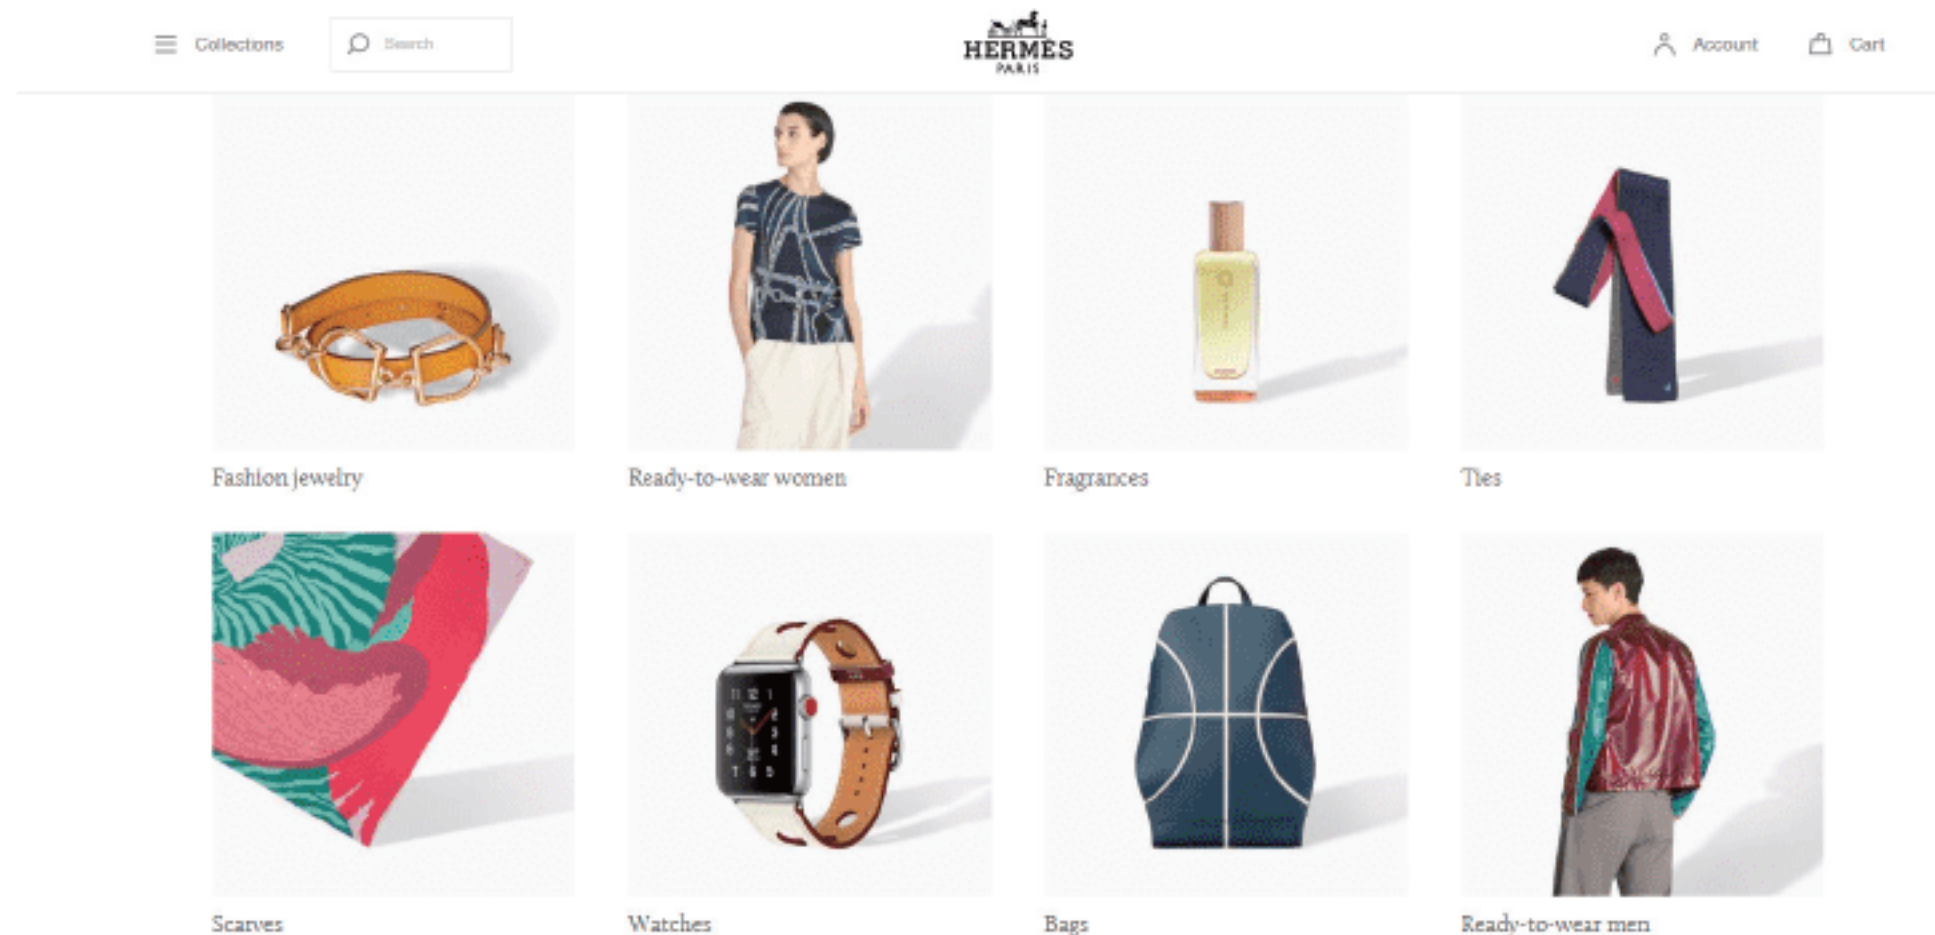 Collections
Search
HERMÈS
PARIS
Account
Cart
Fashion jewelry
Ready-to-wear women
Fragrances
Ties
Scarves
Watches
Bags
Ready-to-wear men